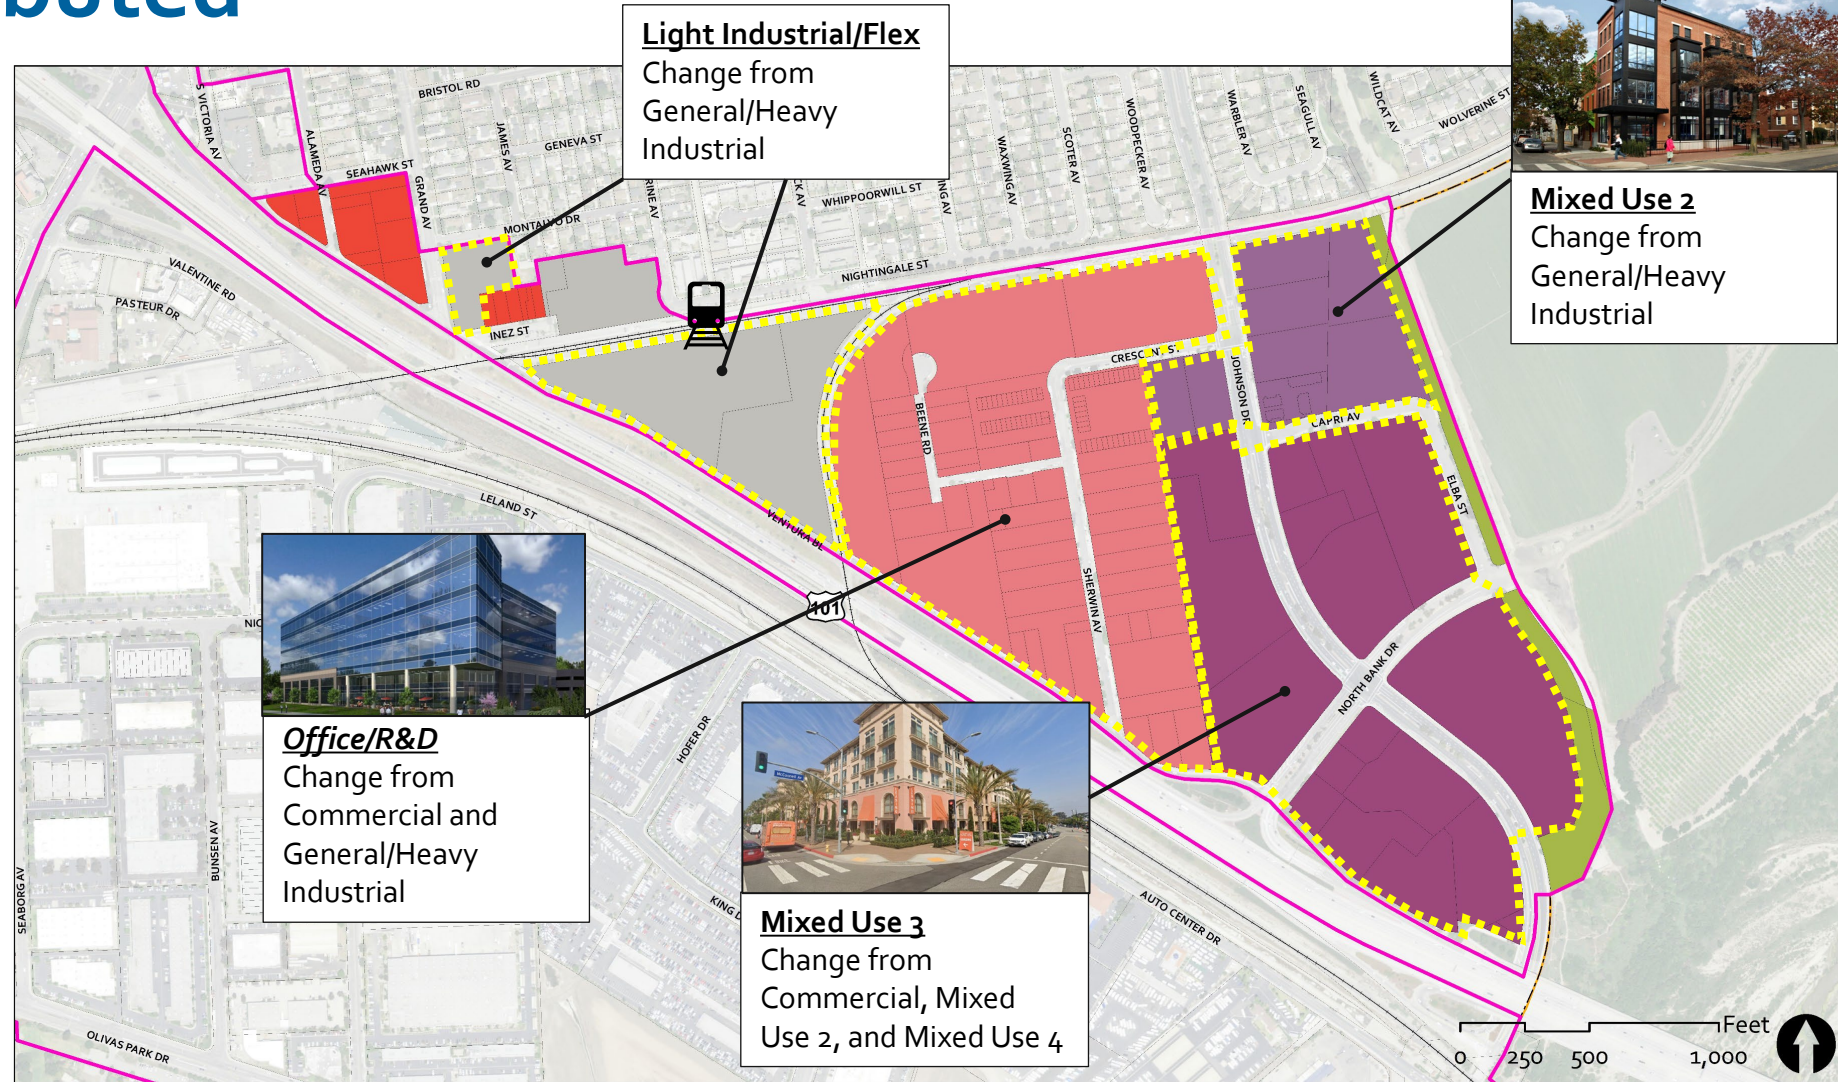 Light Industrial/Flex
Change from
General/Heavy
Industrial
Mixed Use 2
Change from
General/Heavy
Industrial
Office/R&D
Change from
Commercial and
General/Heavy
Industrial
Mixed Use 3
Change from
Commercial, Mixed
Use 2, and Mixed Use 4
S VICTORIA AV
ALAMEDA AV
BRISTOL RD
JAMES AV
GENEVA ST
SEAHAWK ST
GRAND AV
MONTALVO DR
WHIPPOORWILL ST
WAXWING AV
SCOTER AV
WOODPECKER AV
WARBLER AV
SEAGULL AV
WILDCAT AV
WOLVERINE ST
NIGHTINGALE ST
VALENTINE RD
PASTEUR DR
INEZ ST
CRESCENT ST
JOHNSON DR
CAPRI AV
BEENE RD
ELBA ST
LELAND ST
VENTURA BL
101
SHERWIN AV
NORTH BANK DR
HOFER DR
BUNSEN AV
SEABORG AV
AUTO CENTER DR
OLIVAS PARK DR
Feet
0 250 500 1,000